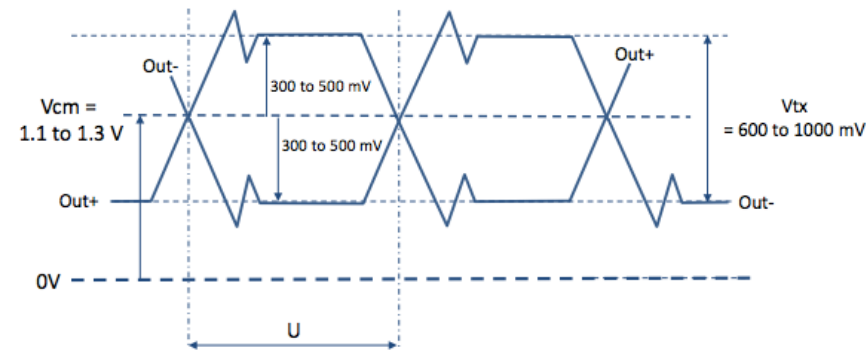 Out-
Out+
300 to 500 mV
Vcm =
1.1 to 1.3 V
Vtx
= 600 to 1000 mV
300 to 500 mV
Out+
Out-
0V
U